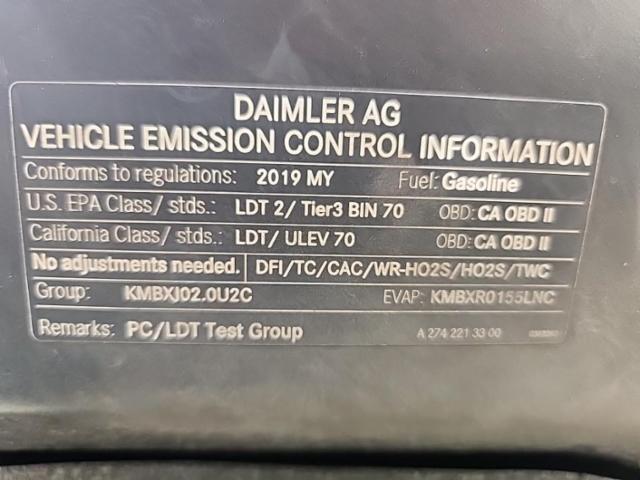 DAIMLER AG
VEHICLE EMISSION CONTROL INFORMATION
Conforms to regulations: 2019 MY Fuel: Gasoline
U.S. EPA Class/ stds.: LDT 2/ Tier3 BIN 70 OBD: CA OBD II
California Class/ stds.: LDT/ ULEV 70 OBD: CA OBD II
No adjustments needed. DFI/TC/CAC/WR-HO2S/HO2S/TWC
Group: KMBXJ02.0U2C EVAP: KMBXR0155LNC
Remarks: PC/LDT Test Group A 274 221 33 00